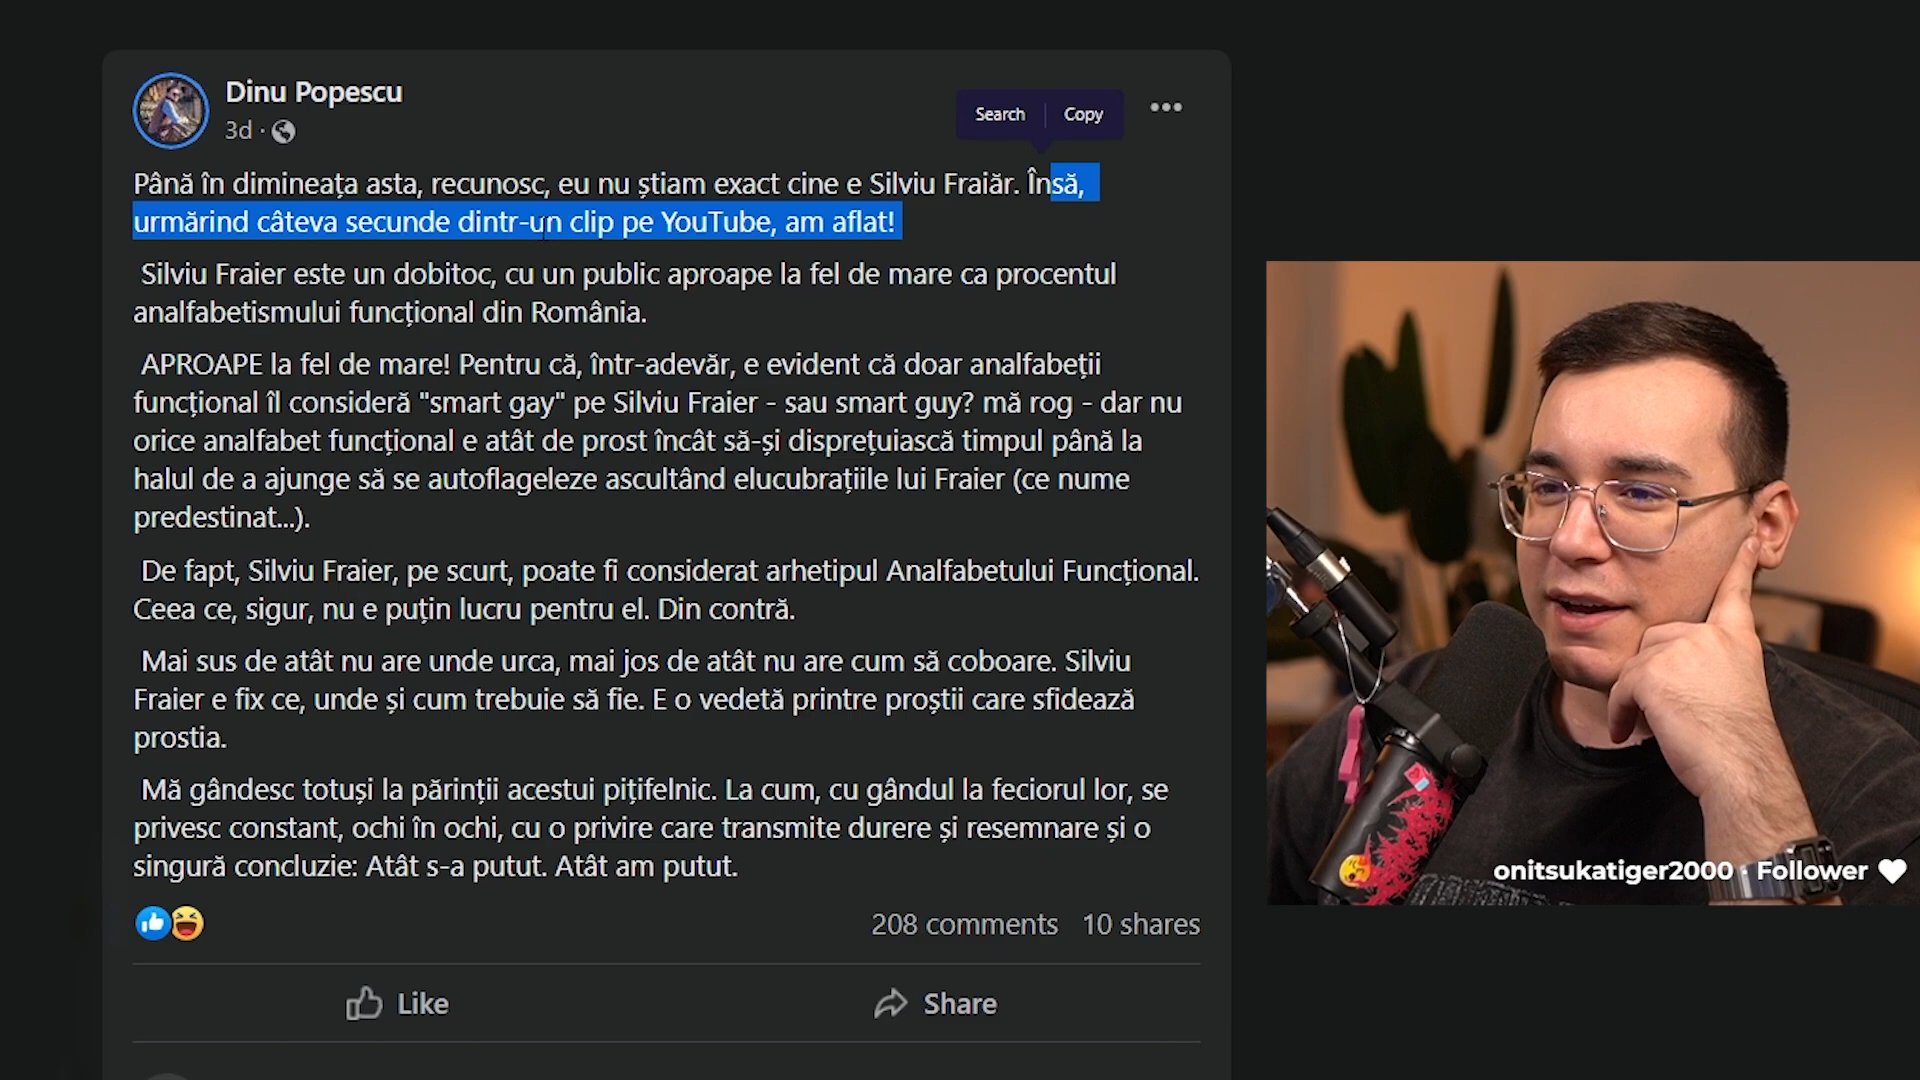 Dinu Popescu
3d ·
Search
Copy
Până în dimineața asta, recunosc, eu nu știam exact cine e Silviu Fraiăr. Însă,
urmărind câteva secunde dintr-un clip pe YouTube, am aflat!
Silviu Fraier este un dobitoc, cu un public aproape la fel de mare ca procentul
analfabetismului funcțional din România.
APROAPE la fel de mare! Pentru că, într-adevăr, e evident că doar analfabeții
funcțional îl consideră "smart gay" pe Silviu Fraier - sau smart guy? mă rog - dar nu
orice analfabet funcțional e atât de prost încât să-și disprețuiască timpul până la
halul de a ajunge să se autoflageleze ascultând elucubrațiile lui Fraier (ce nume
predestinat...).
De fapt, Silviu Fraier, pe scurt, poate fi considerat arhetipul Analfabetului Funcțional.
Ceea ce, sigur, nu e puțin lucru pentru el. Din contră.
Mai sus de atât nu are unde urca, mai jos de atât nu are cum să coboare. Silviu
Fraier e fix ce, unde și cum trebuie să fie. E o vedetă printre proștii care sfidează
prostia.
Mă gândesc totuși la părinții acestui pițifelnic. La cum, cu gândul la feciorul lor, se
privesc constant, ochi în ochi, cu o privire care transmite durere și resemnare și o
singură concluzie: Atât s-a putut. Atât am putut.
208 comments 10 shares
Like
Share
onitsukatiger2000 · Follower